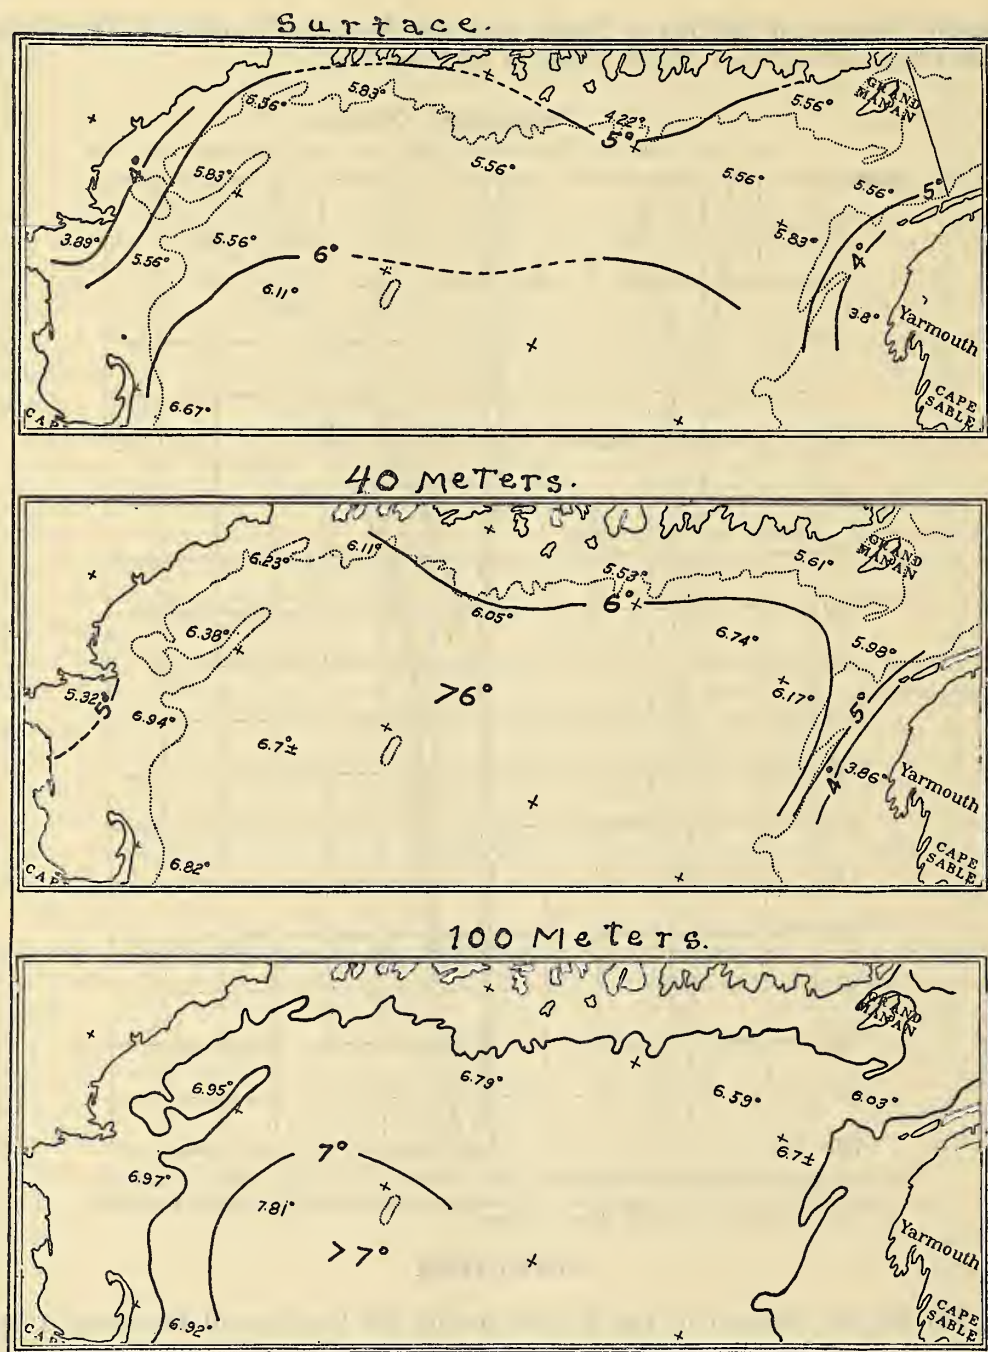 Surface.
5.56° 5.83° 4.22° 5.56° GRAND
MANAN
5°
4° 5.83° 5.56° 5.56° 5.56° 5°
3.89° 5.56° 5.56° 5.83°
6° 4°
6.11° 3.8° Yarmouth
6.67° CAP CAPE
SABLE
40 Meters.
6.23° 6.11° 5.53° 5.61° GRAND
MANAN
6.05° 6°
6.38° 6.74° 5.98°
5.32° 5° 6.94° >6° 6.17° 5°
6.7°± 4° 3.86° Yarmouth
6.82° CAP CAPE
SABLE
100 Meters.
GRAND
MANAN
6.95° 6.79° 6.59° 6.03°
6.97° 7° 6.7±
7.81°
>7° Yarmouth
6.92° CAP CAPE
SABLE